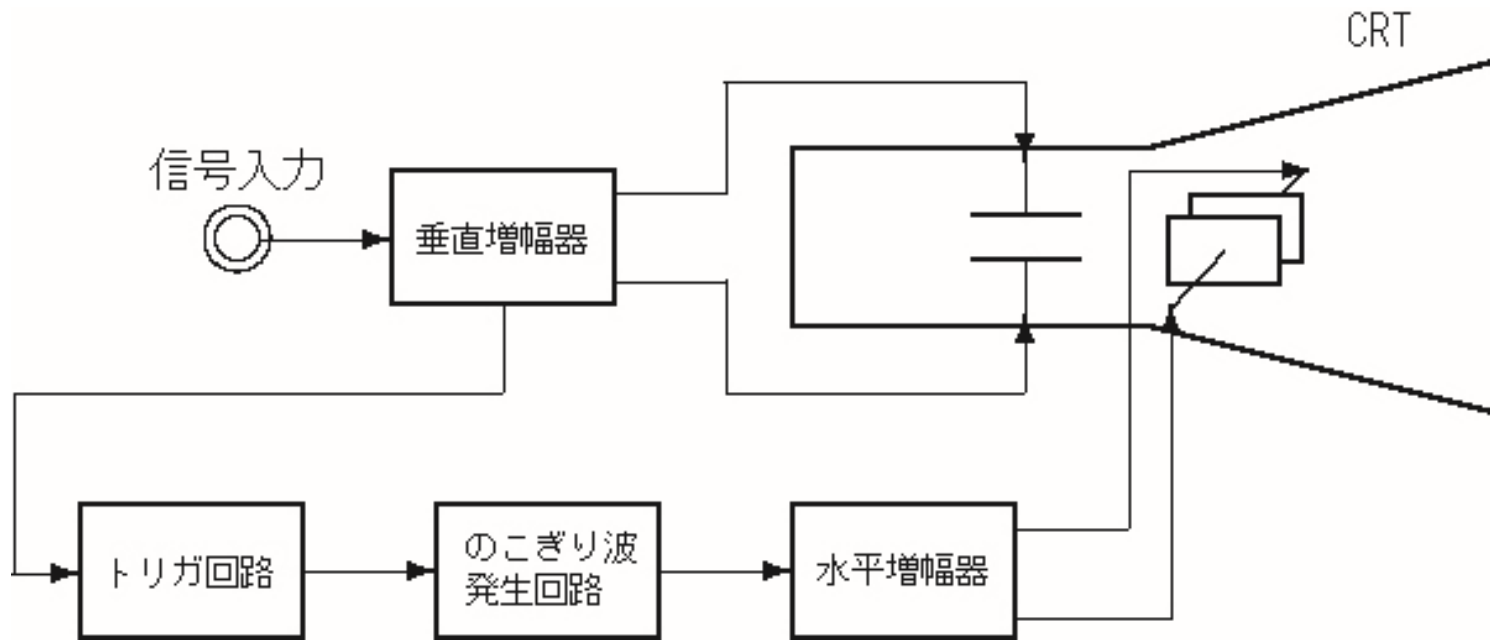 CRT
信号入力
垂直増幅器
トリガ回路
のこぎり波
発生回路
水平増幅器